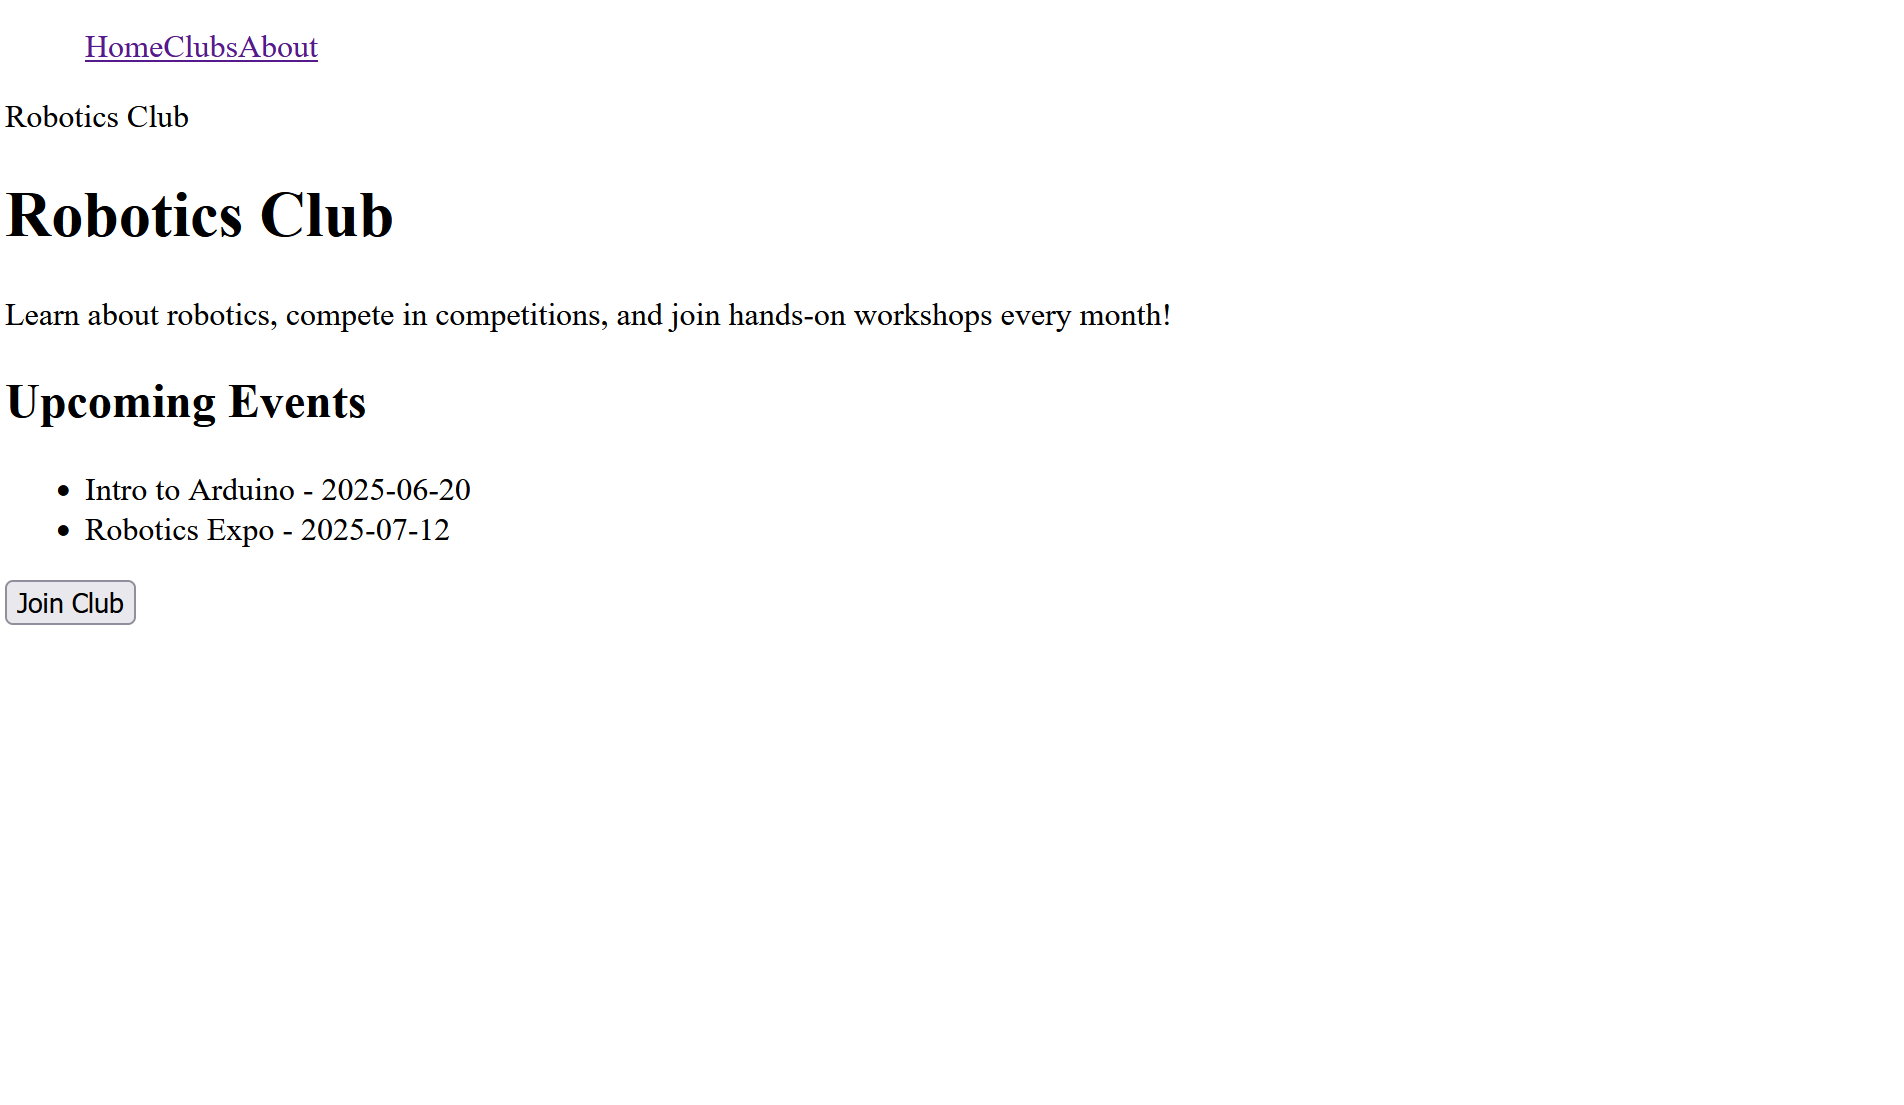 HomeClubsAbout
Robotics Club
Robotics Club
Learn about robotics, compete in competitions, and join hands-on workshops every month!
Upcoming Events
Intro to Arduino - 2025-06-20
Robotics Expo - 2025-07-12
Join Club